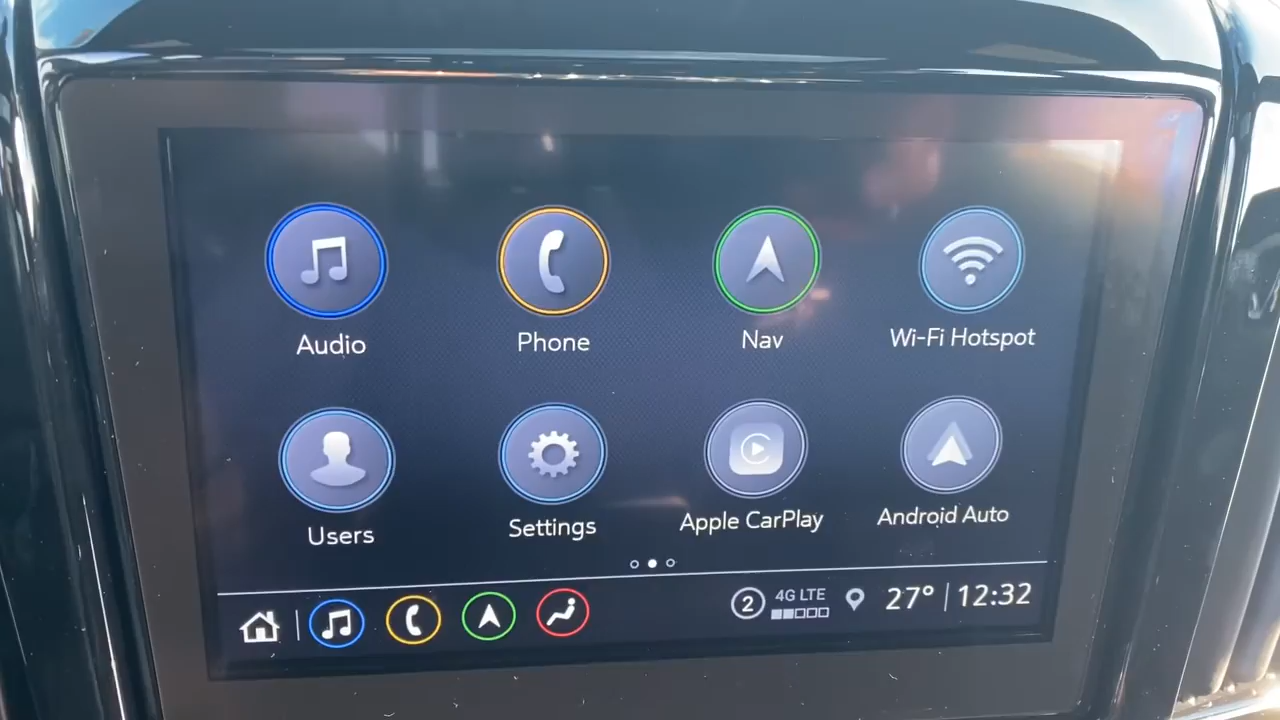 Audio
Phone
Nav
Wi-Fi Hotspot
Users
Settings
Apple CarPlay
Android Auto
2
4G LTE
27° | 12:32